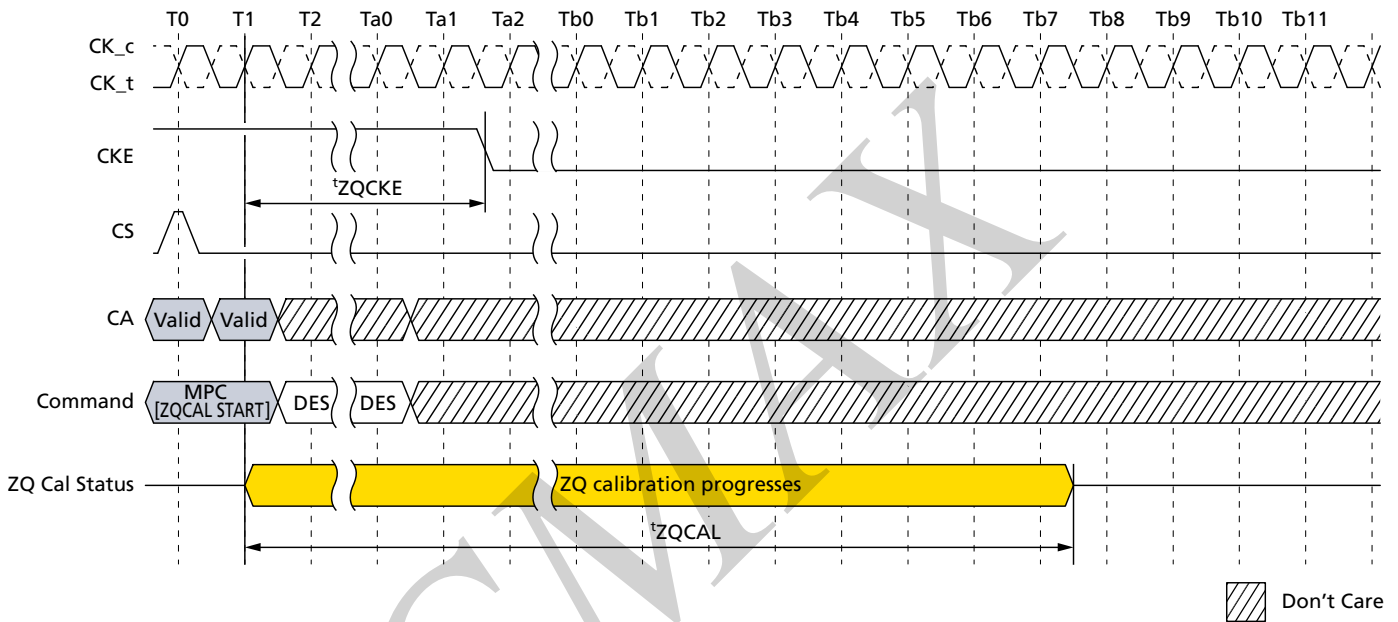 T0 T1 T2 Ta0 Ta1 Ta2 Tb0 Tb1 Tb2 Tb3 Tb4 Tb5 Tb6 Tb7 Tb8 Tb9 Tb10 Tb11
CK_c
CK_t
CKE
tZQCKE
CS
CA Valid Valid
Command MPC [ZQCAL START] DES DES
ZQ Cal Status ZQ calibration progresses
tZQCAL
Don't Care